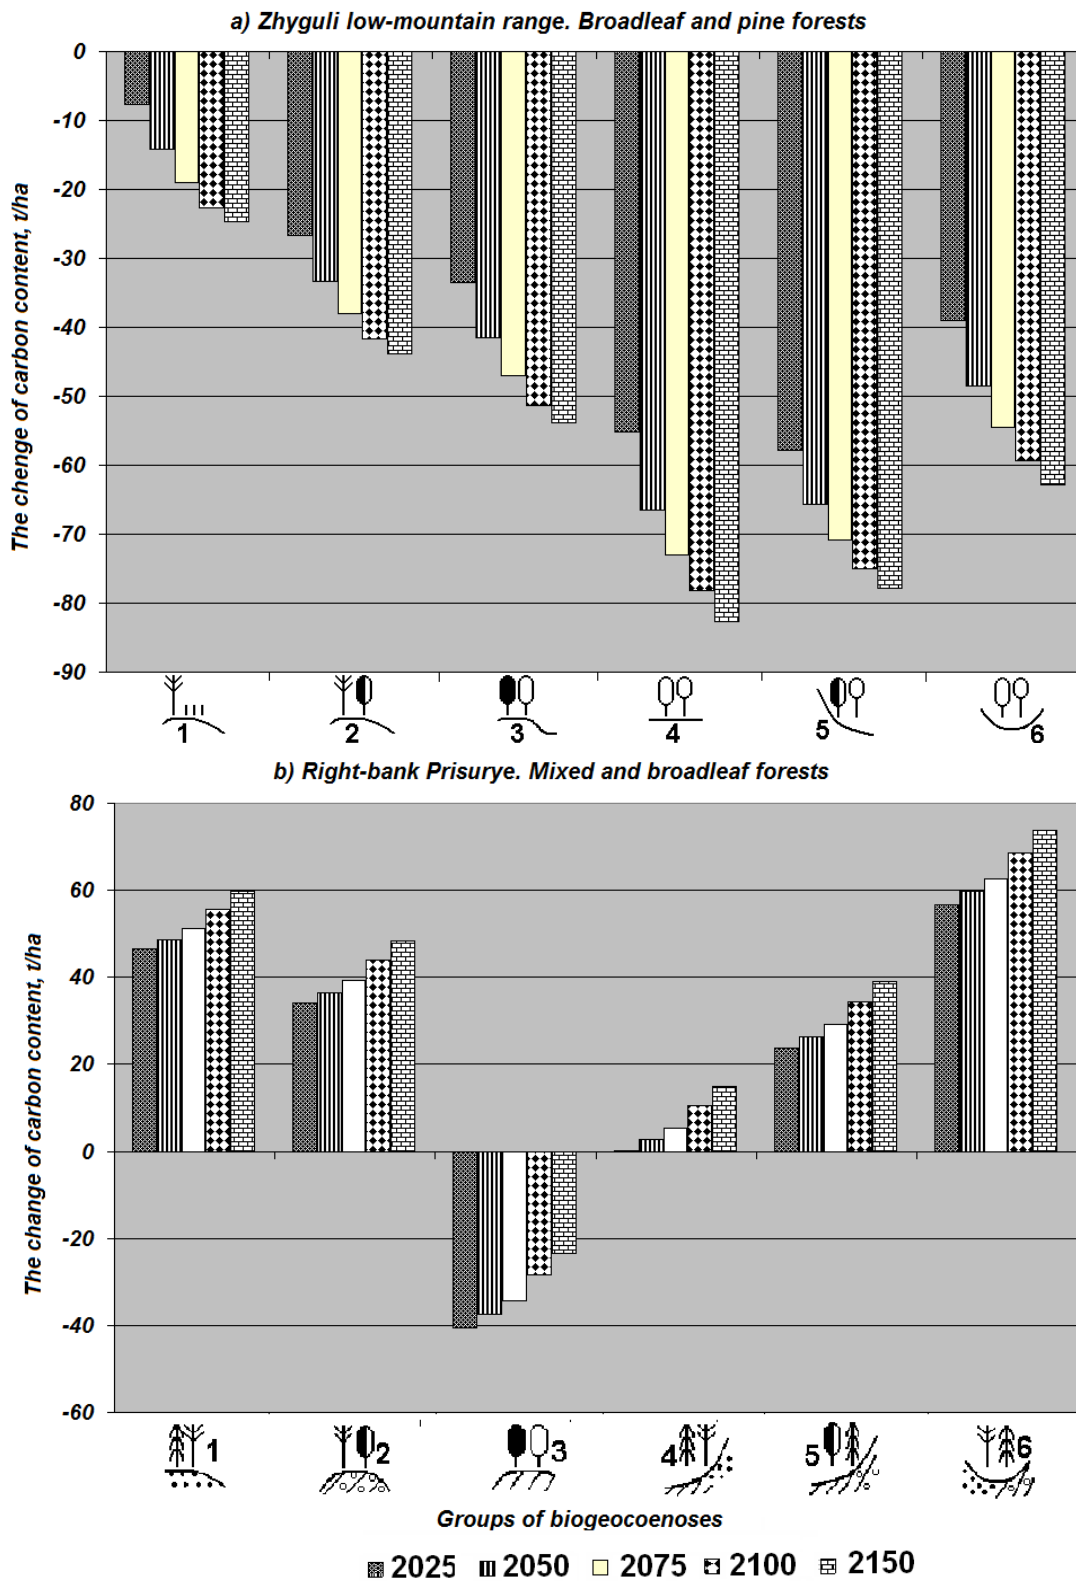 a) Zhyguli low-mountain range. Broadleaf and pine forests
The chenge of carbon content, t/ha
0
-10
-20
-30
-40
-50
-60
-70
-80
-90
1 2 3 4 5 6
b) Right-bank Prisurye. Mixed and broadleaf forests
The change of carbon content, t/ha
80
60
40
20
0
-20
-40
-60
1 2 3 4 5 6
Groups of biogeocoenoses
2025 2050 2075 2100 2150